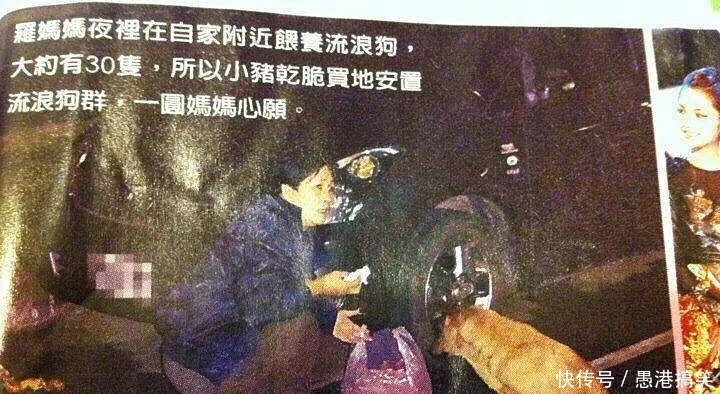 羅媽媽夜裡在自家附近餵養流浪狗，
大約有30隻，所以小豬乾脆買地安置
流浪狗群，一圓媽媽心願。
快传号 / 愚港搞笑